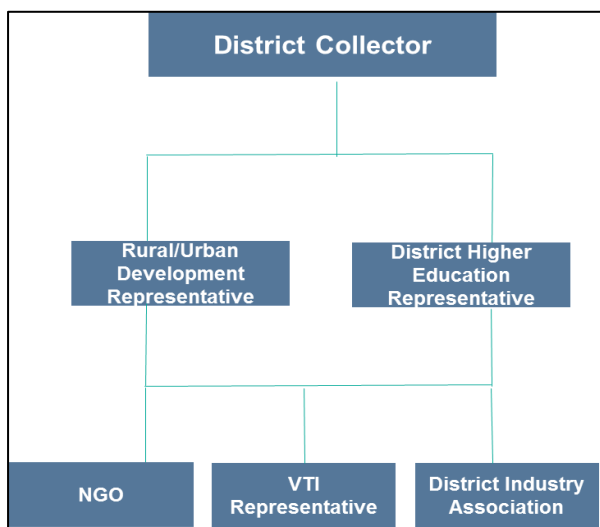 District Collector
Rural/Urban
Development
Representative
District Higher
Education
Representative
NGO
VTI
Representative
District Industry
Association